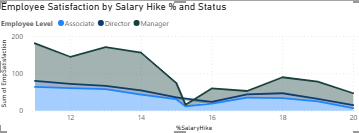 Employee Satisfaction by Salary Hike % and Status
Employee Level Associate Director Manager
200
100
0
Sum of EmpSatisfaction
12 14 16 18 20
%SalaryHike